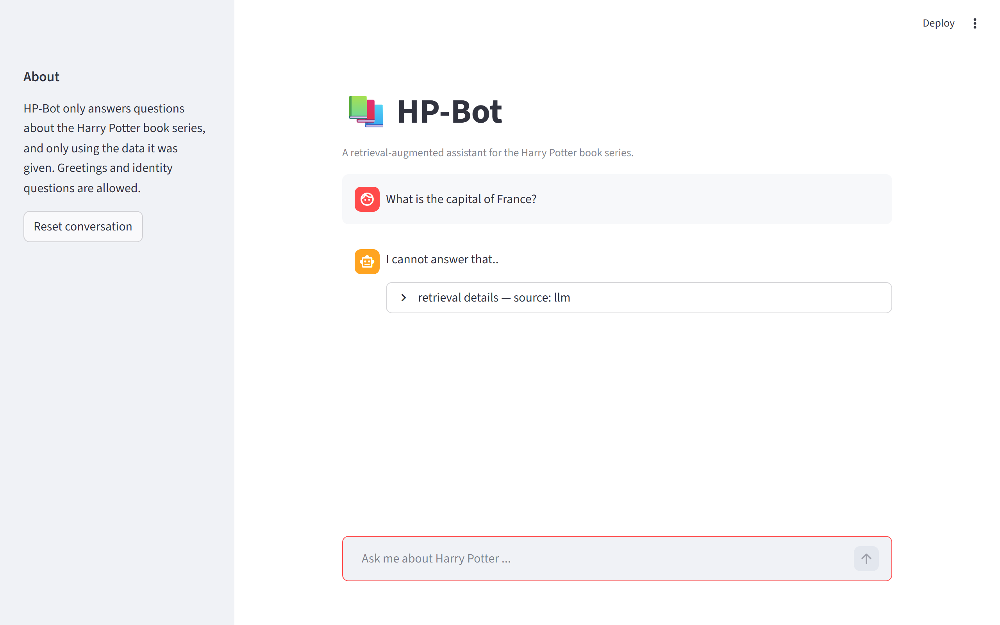 Deploy
About
HP-Bot only answers questions
about the Harry Potter book series,
and only using the data it was
given. Greetings and identity
questions are allowed.
Reset conversation
HP-Bot
A retrieval-augmented assistant for the Harry Potter book series.
What is the capital of France?
I cannot answer that..
retrieval details — source: llm
Ask me about Harry Potter ...